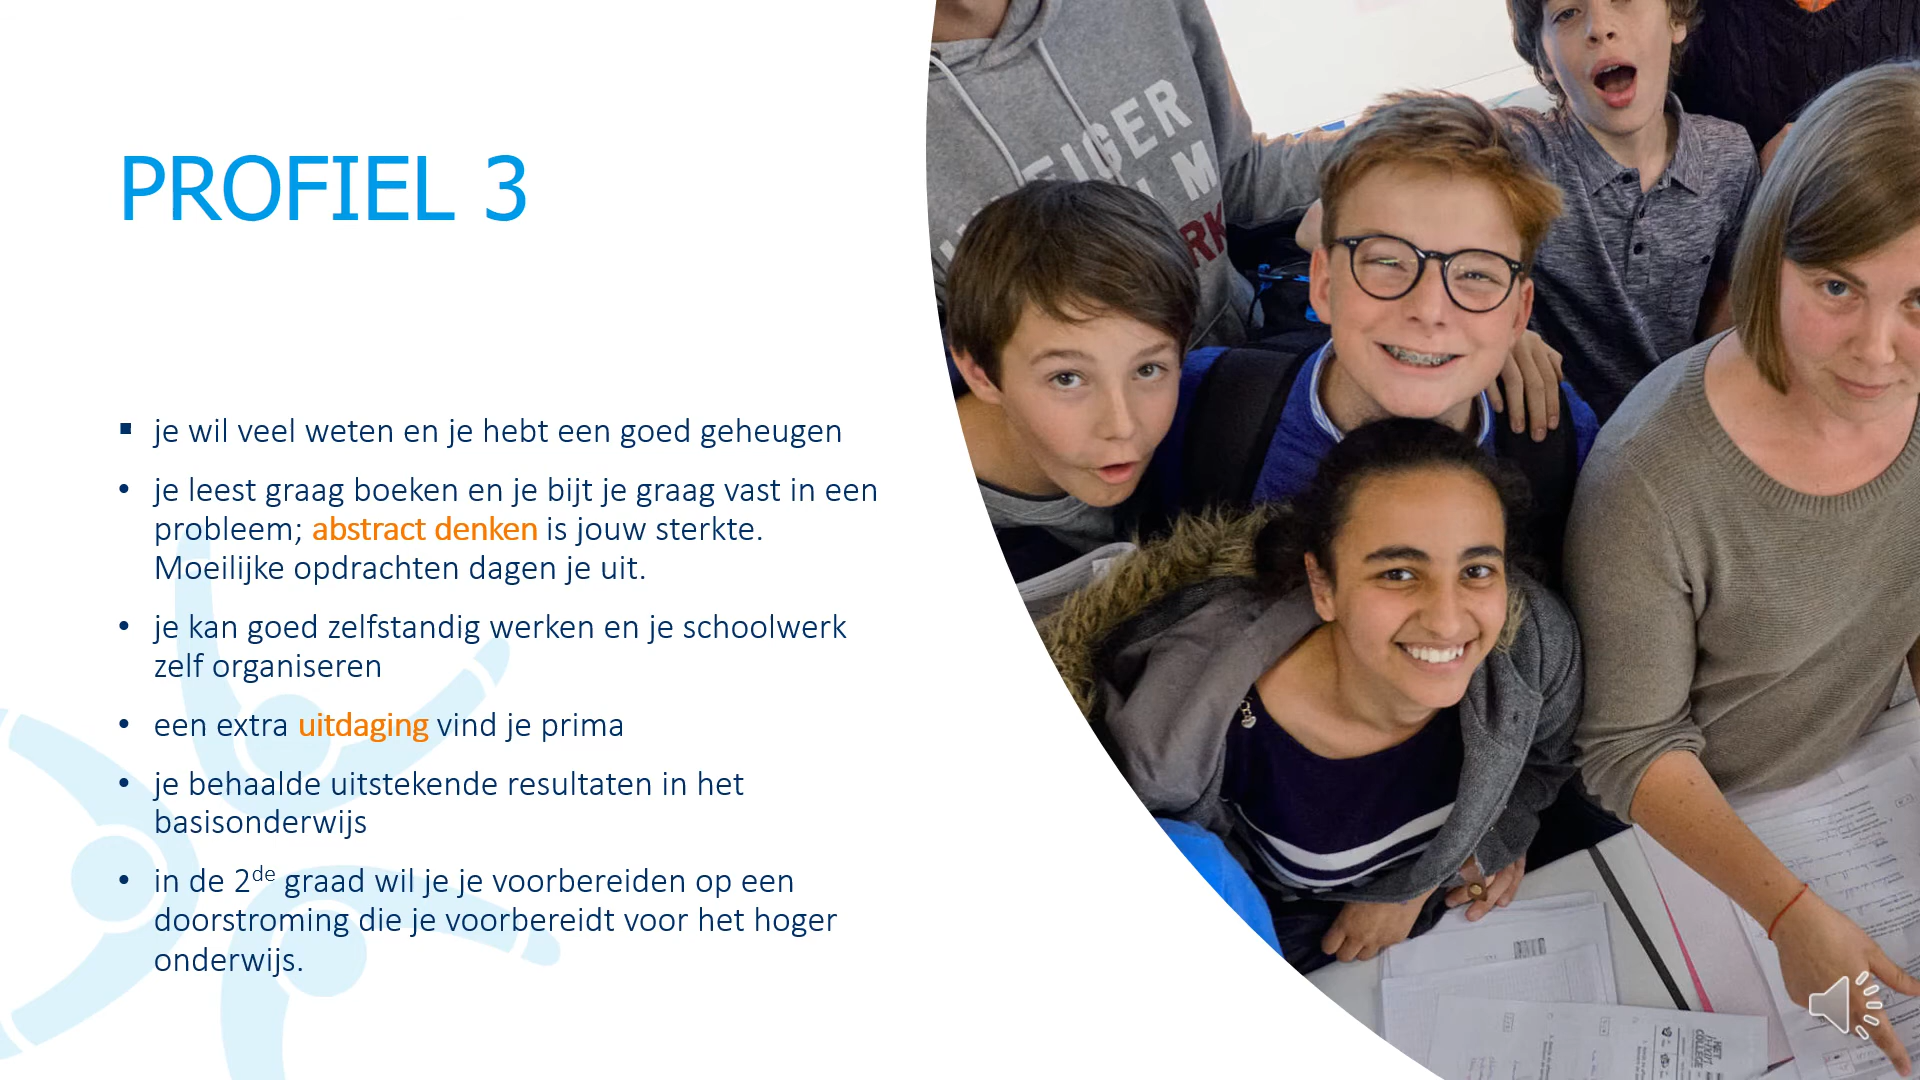 PROFIEL 3
▪ je wil veel weten en je hebt een goed geheugen
• je leest graag boeken en je bijt je graag vast in een
probleem; abstract denken is jouw sterkte.
Moeilijke opdrachten dagen je uit.
• je kan goed zelfstandig werken en je schoolwerk
zelf organiseren
• een extra uitdaging vind je prima
• je behaalde uitstekende resultaten in het
basisonderwijs
• in de 2de graad wil je je voorbereiden op een
doorstroming die je voorbereidt voor het hoger
onderwijs.